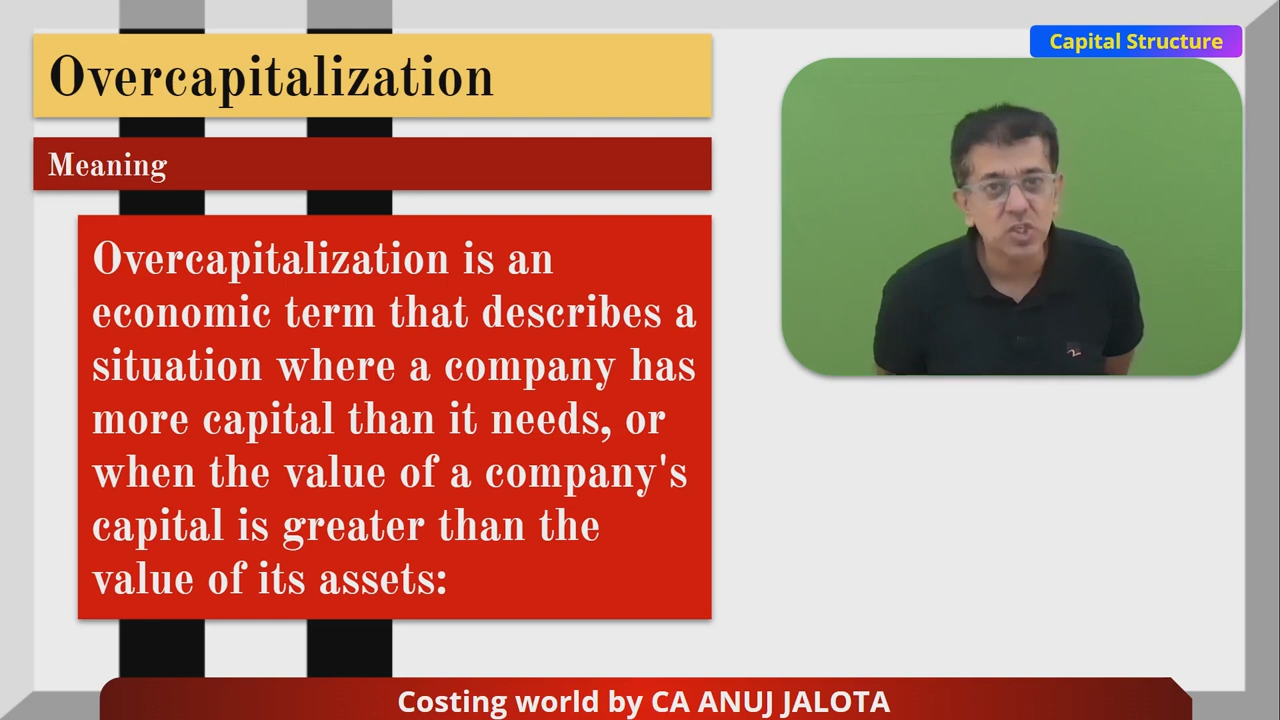 Capital Structure
Overcapitalization
Meaning
Overcapitalization is an
economic term that describes a
situation where a company has
more capital than it needs, or
when the value of a company's
capital is greater than the
value of its assets:
Costing world by CA ANUJ JALOTA